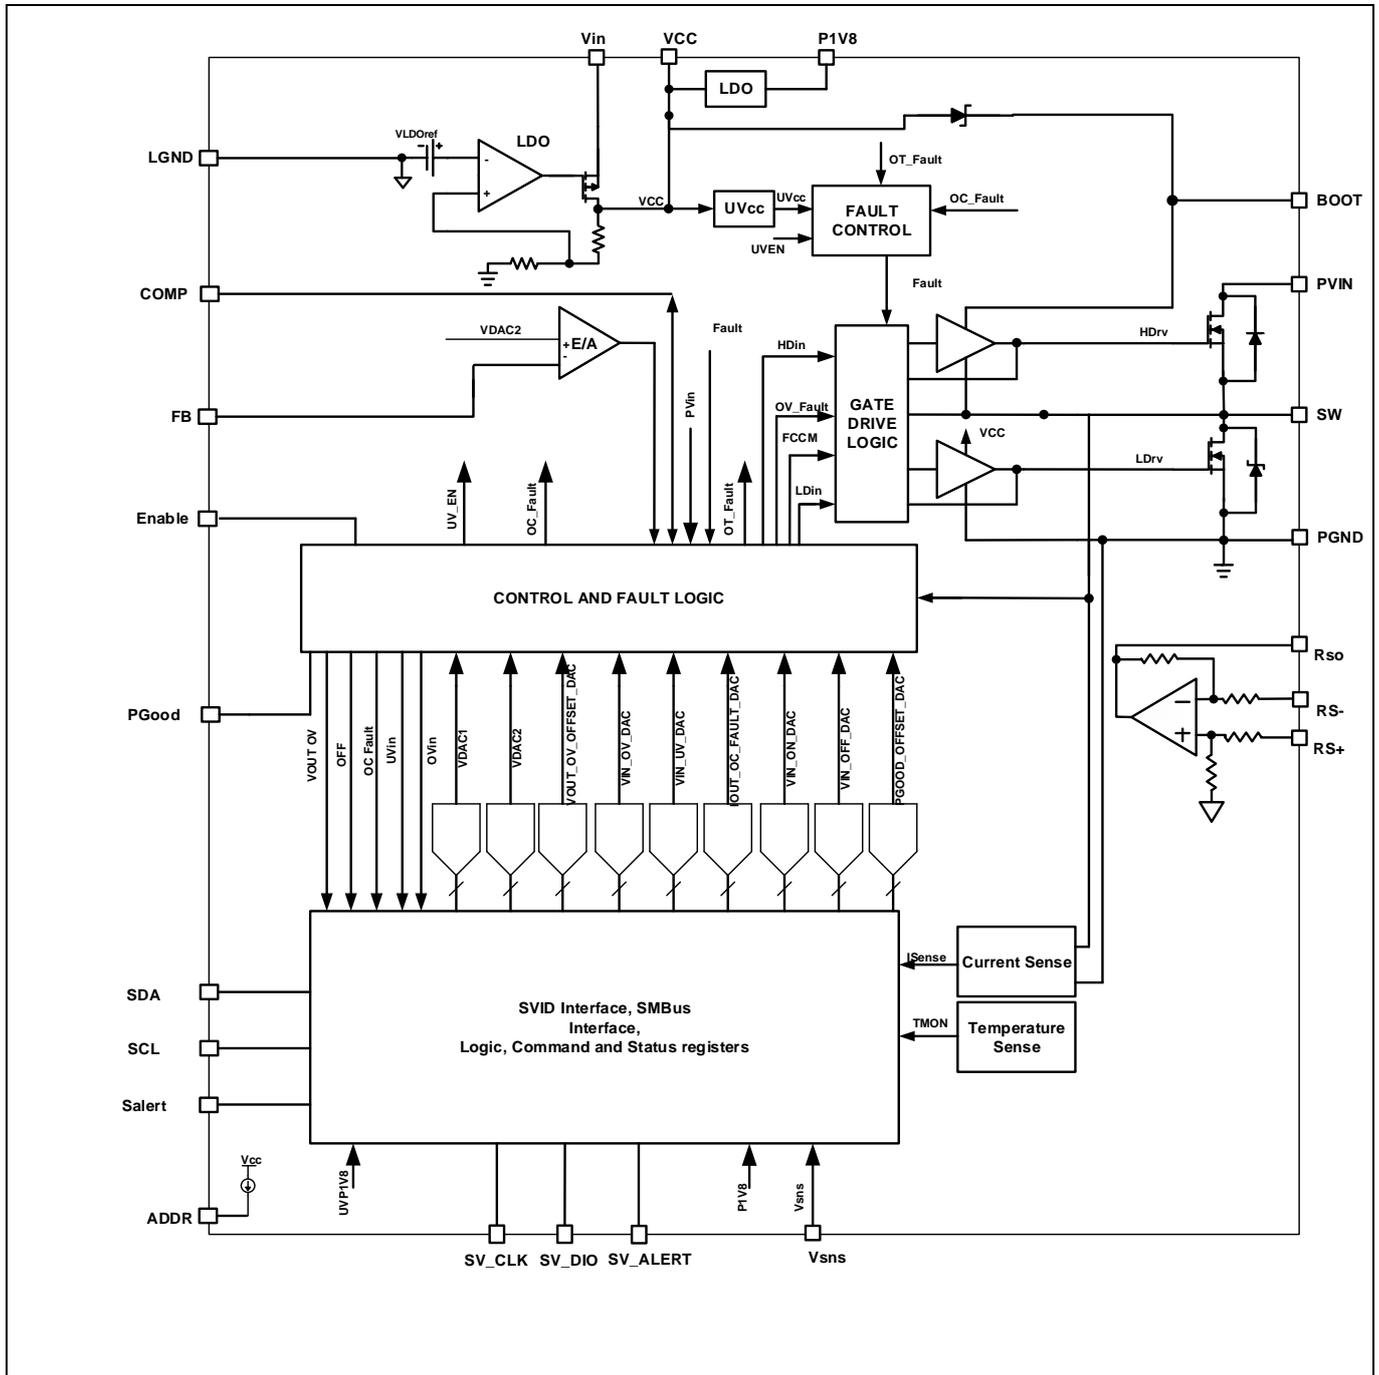 Vin
VCC
P1V8
LDO
VLDOref
- +
LDO
-
+
LGND
OT_Fault
VCC
UVcc
UVcc
FAULT
CONTROL
OC_Fault
BOOT
UVEN
COMP
Fault
PVIN
VDAC2
+E/A
-
Fault
HDin
HDrv
PVin
FB
OV_Fault
GATE
DRIVE
LOGIC
SW
FCCM
VCC
LDrv
LDin
UV_EN
OC_Fault
OT_Fault
Enable
PGND
CONTROL AND FAULT LOGIC
Rso
RS-
−
+
RS+
PGood
VOUT OV
OFF
OC Fault
UVin
OVin
VDAC1
VDAC2
VOUT_OV_OFFSET_DAC
VIN_OV_DAC
VIN_UV_DAC
IOUT_OC_FAULT_DAC
VIN_ON_DAC
VIN_OFF_DAC
PGOOD_OFFSET_DAC
ISense
Current Sense
SDA
SVID Interface, SMBus
Interface,
Logic, Command and Status registers
TMON
Temperature
Sense
SCL
Salert
Vcc
ADDR
UVP1V8
P1V8
Vsns
SV_CLK
SV_DIO
SV_ALERT
Vsns